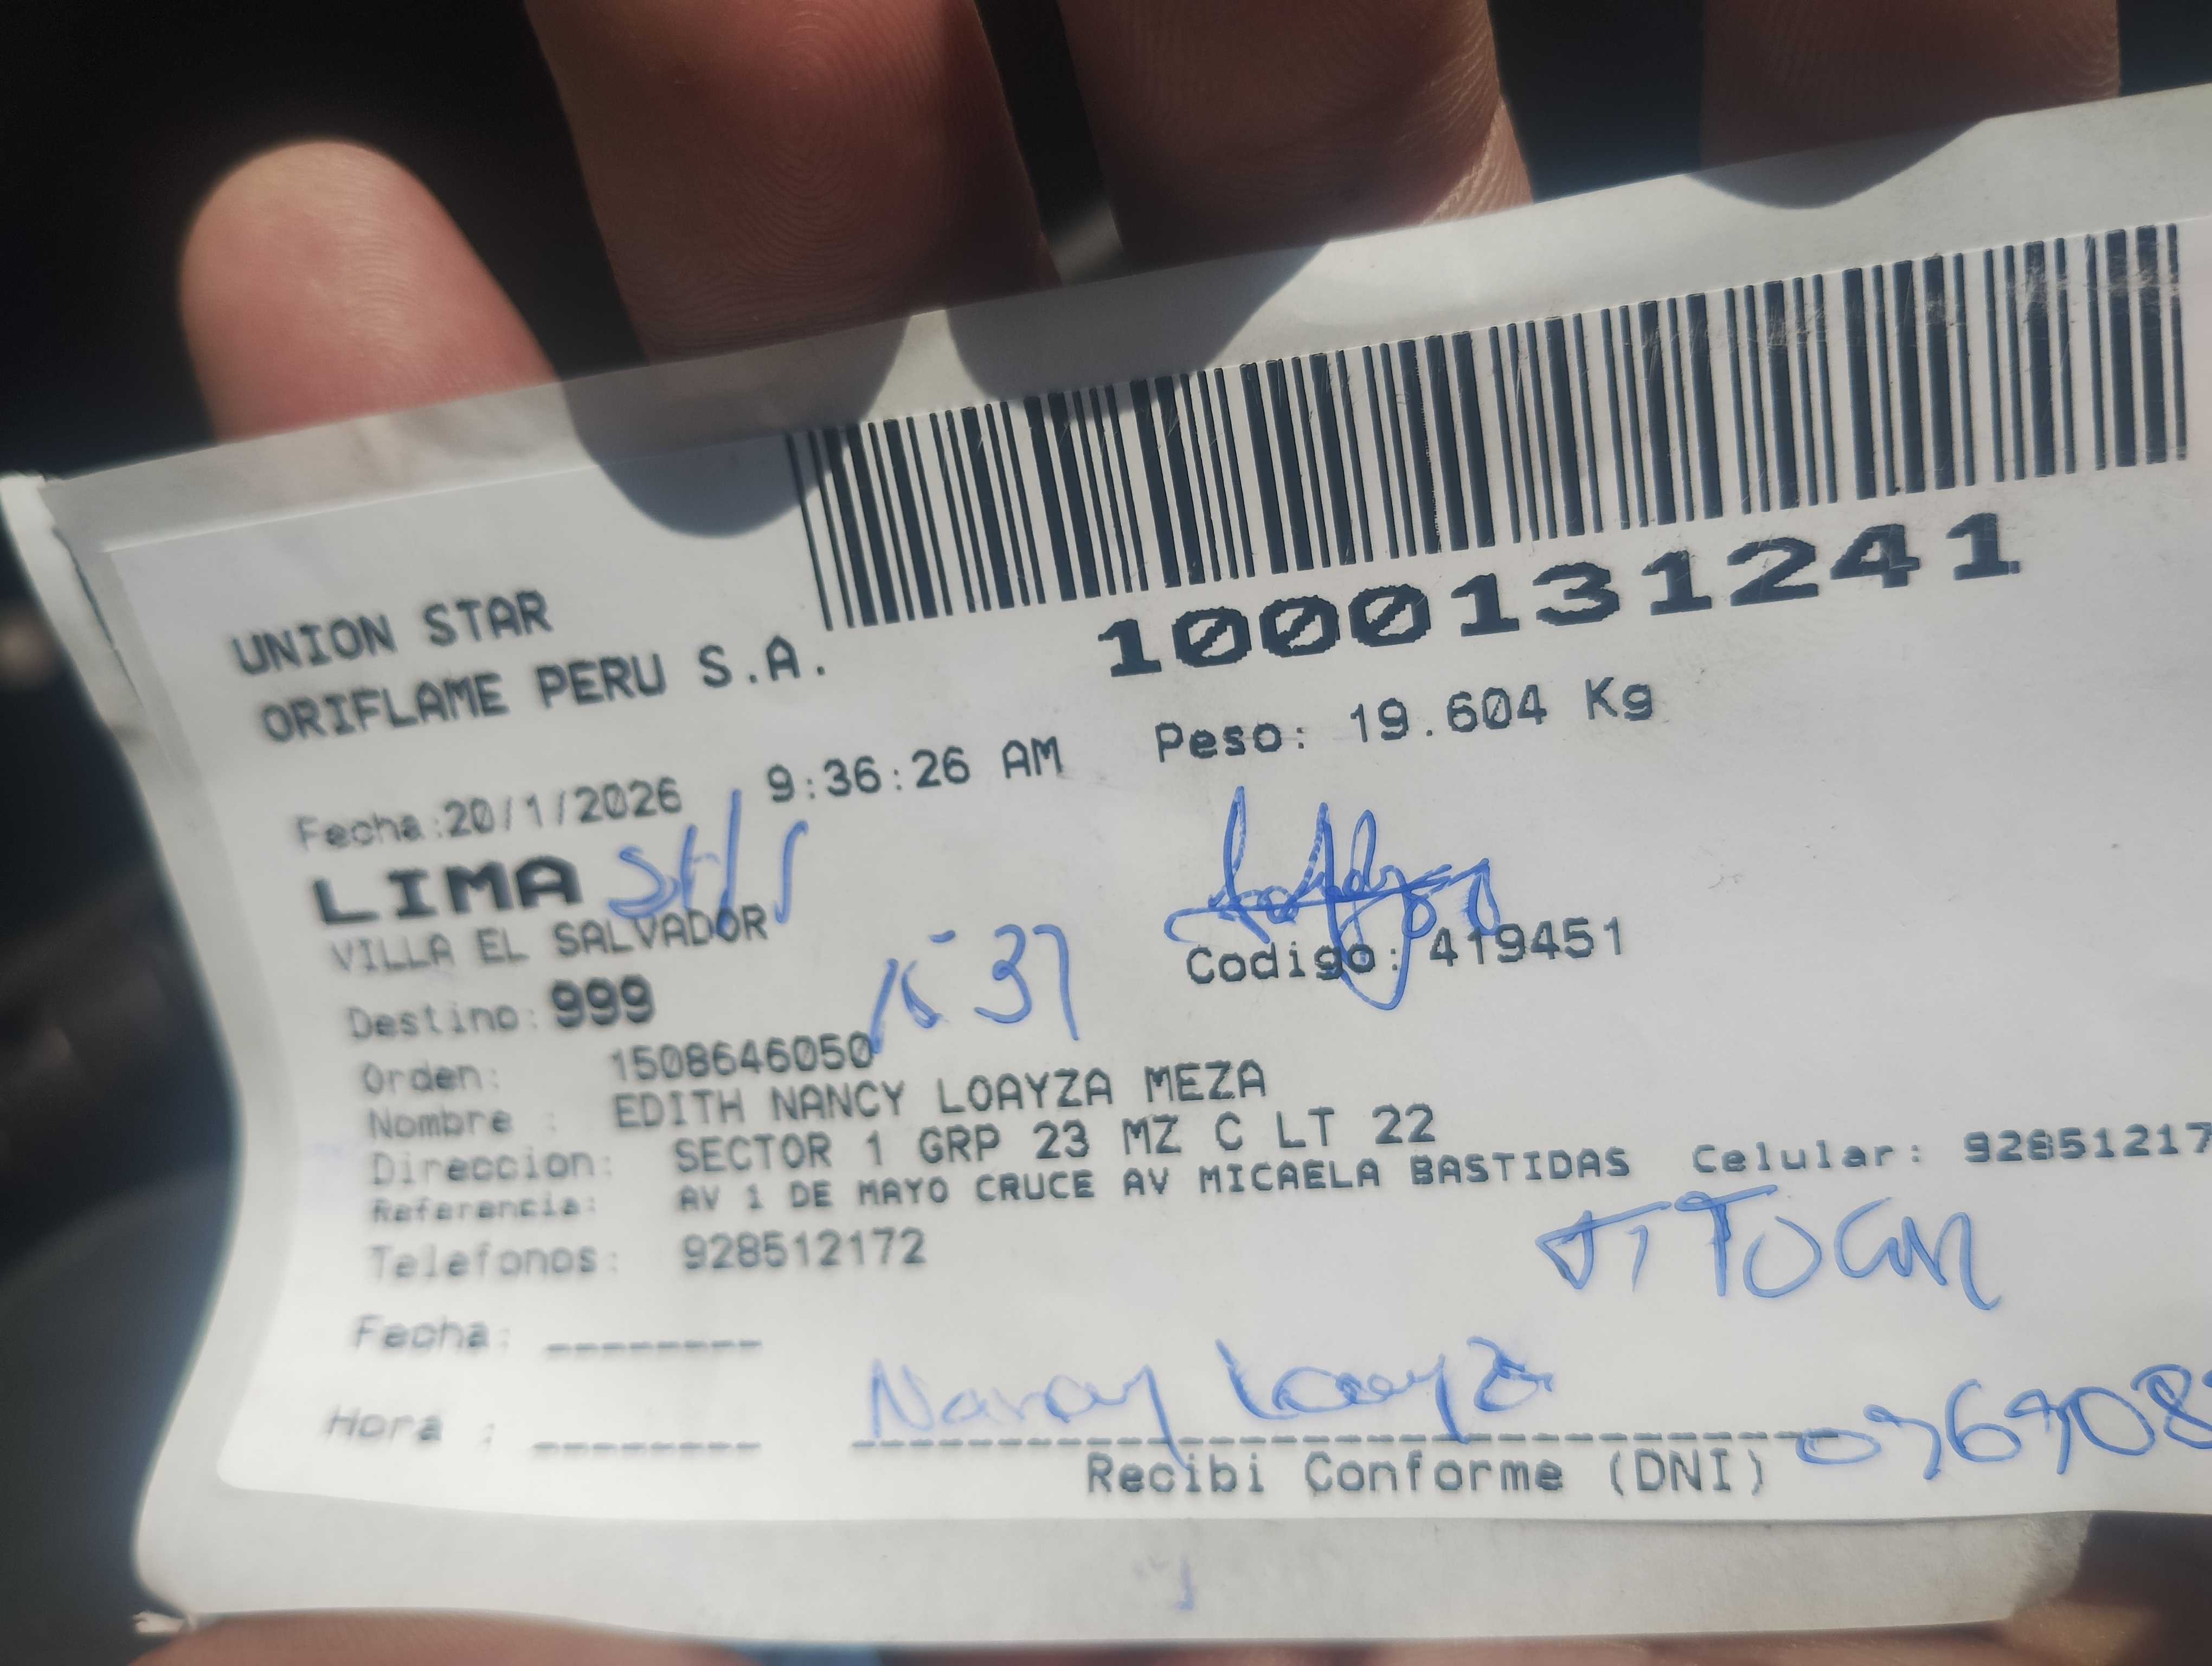 1000131241
UNION STAR
ORIFLAME PERU S.A.
Peso: 19.604 Kg
Fecha:20/1/2026 9:36:26 AM
LIMA
VILLA EL SALVADOR
Codigo: 419451
Destino: 999
37
Orden: 1508646050
Nombre : EDITH NANCY LOAYZA MEZA
Direccion: SECTOR 1 GRP 23 MZ C LT 22
Referencia: AV 1 DE MAYO CRUCE AV MICAELA BASTIDAS Celular: 92851217
Telefonos: 928512172
Fecha: ________
Nancy Loayza
Hora : ________
Recibi Conforme (DNI)